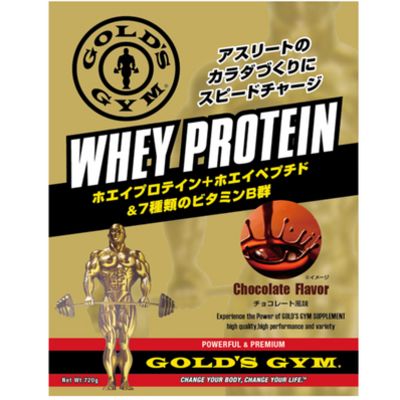 GOLD'S
GYM
アスリートの
カラダづくりに
スピードチャージ
WHEY PROTEIN
ホエイプロテイン+ホエイペプチド
&7種類のビタミンB群
※イメージ
Chocolate Flavor
チョコレート風味
Experience the Power of GOLD'S GYM SUPPLEMENT
high quality,high performance and variety
POWERFUL & PREMIUM
GOLD'S GYM.
Net Wt 720g
CHANGE YOUR BODY, CHANGE YOUR LIFE.™